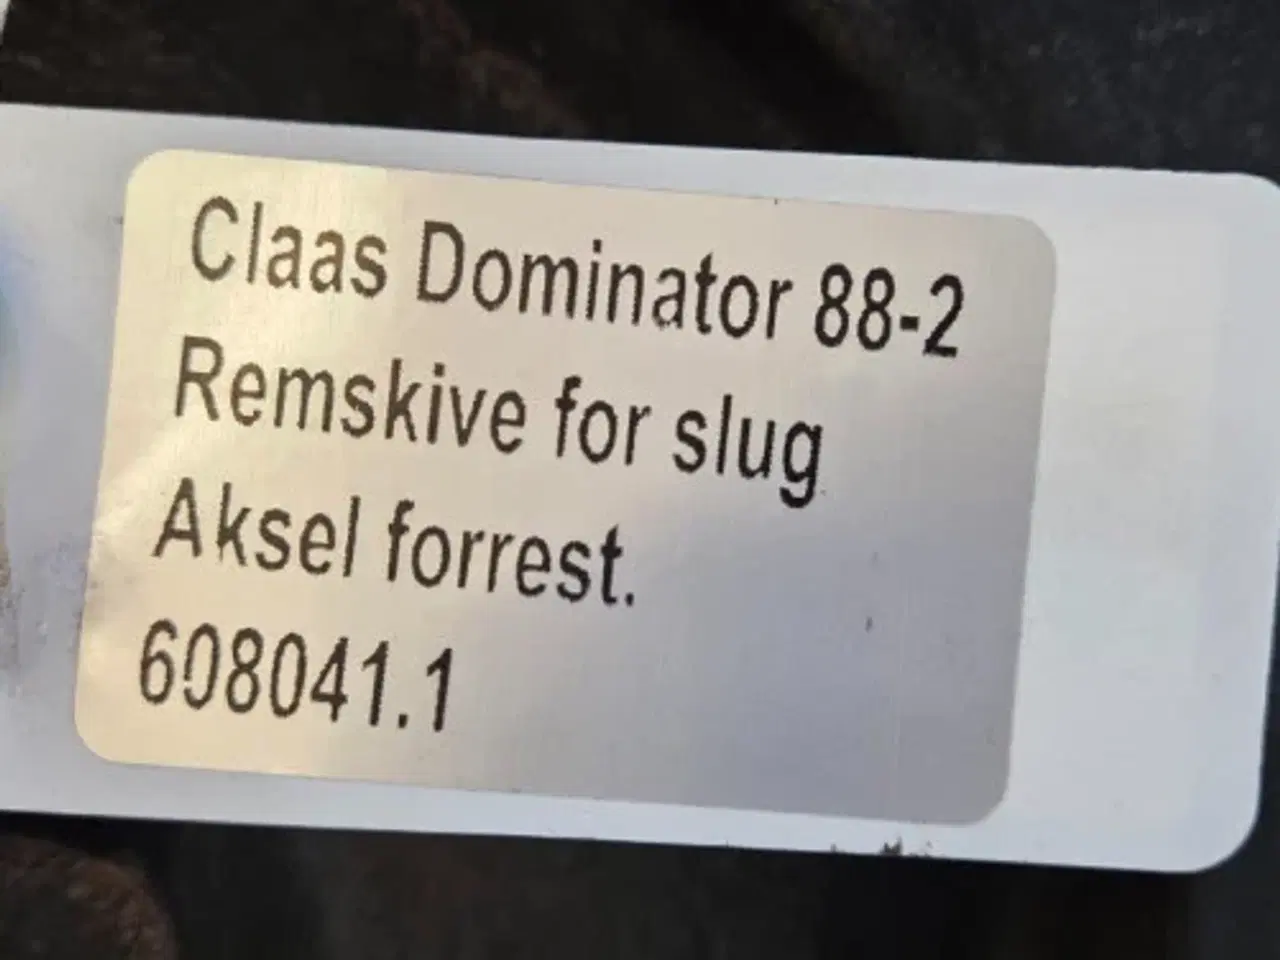 Claas Dominator 88-2
Remskive for slug
Aksel forrest.
608041.1